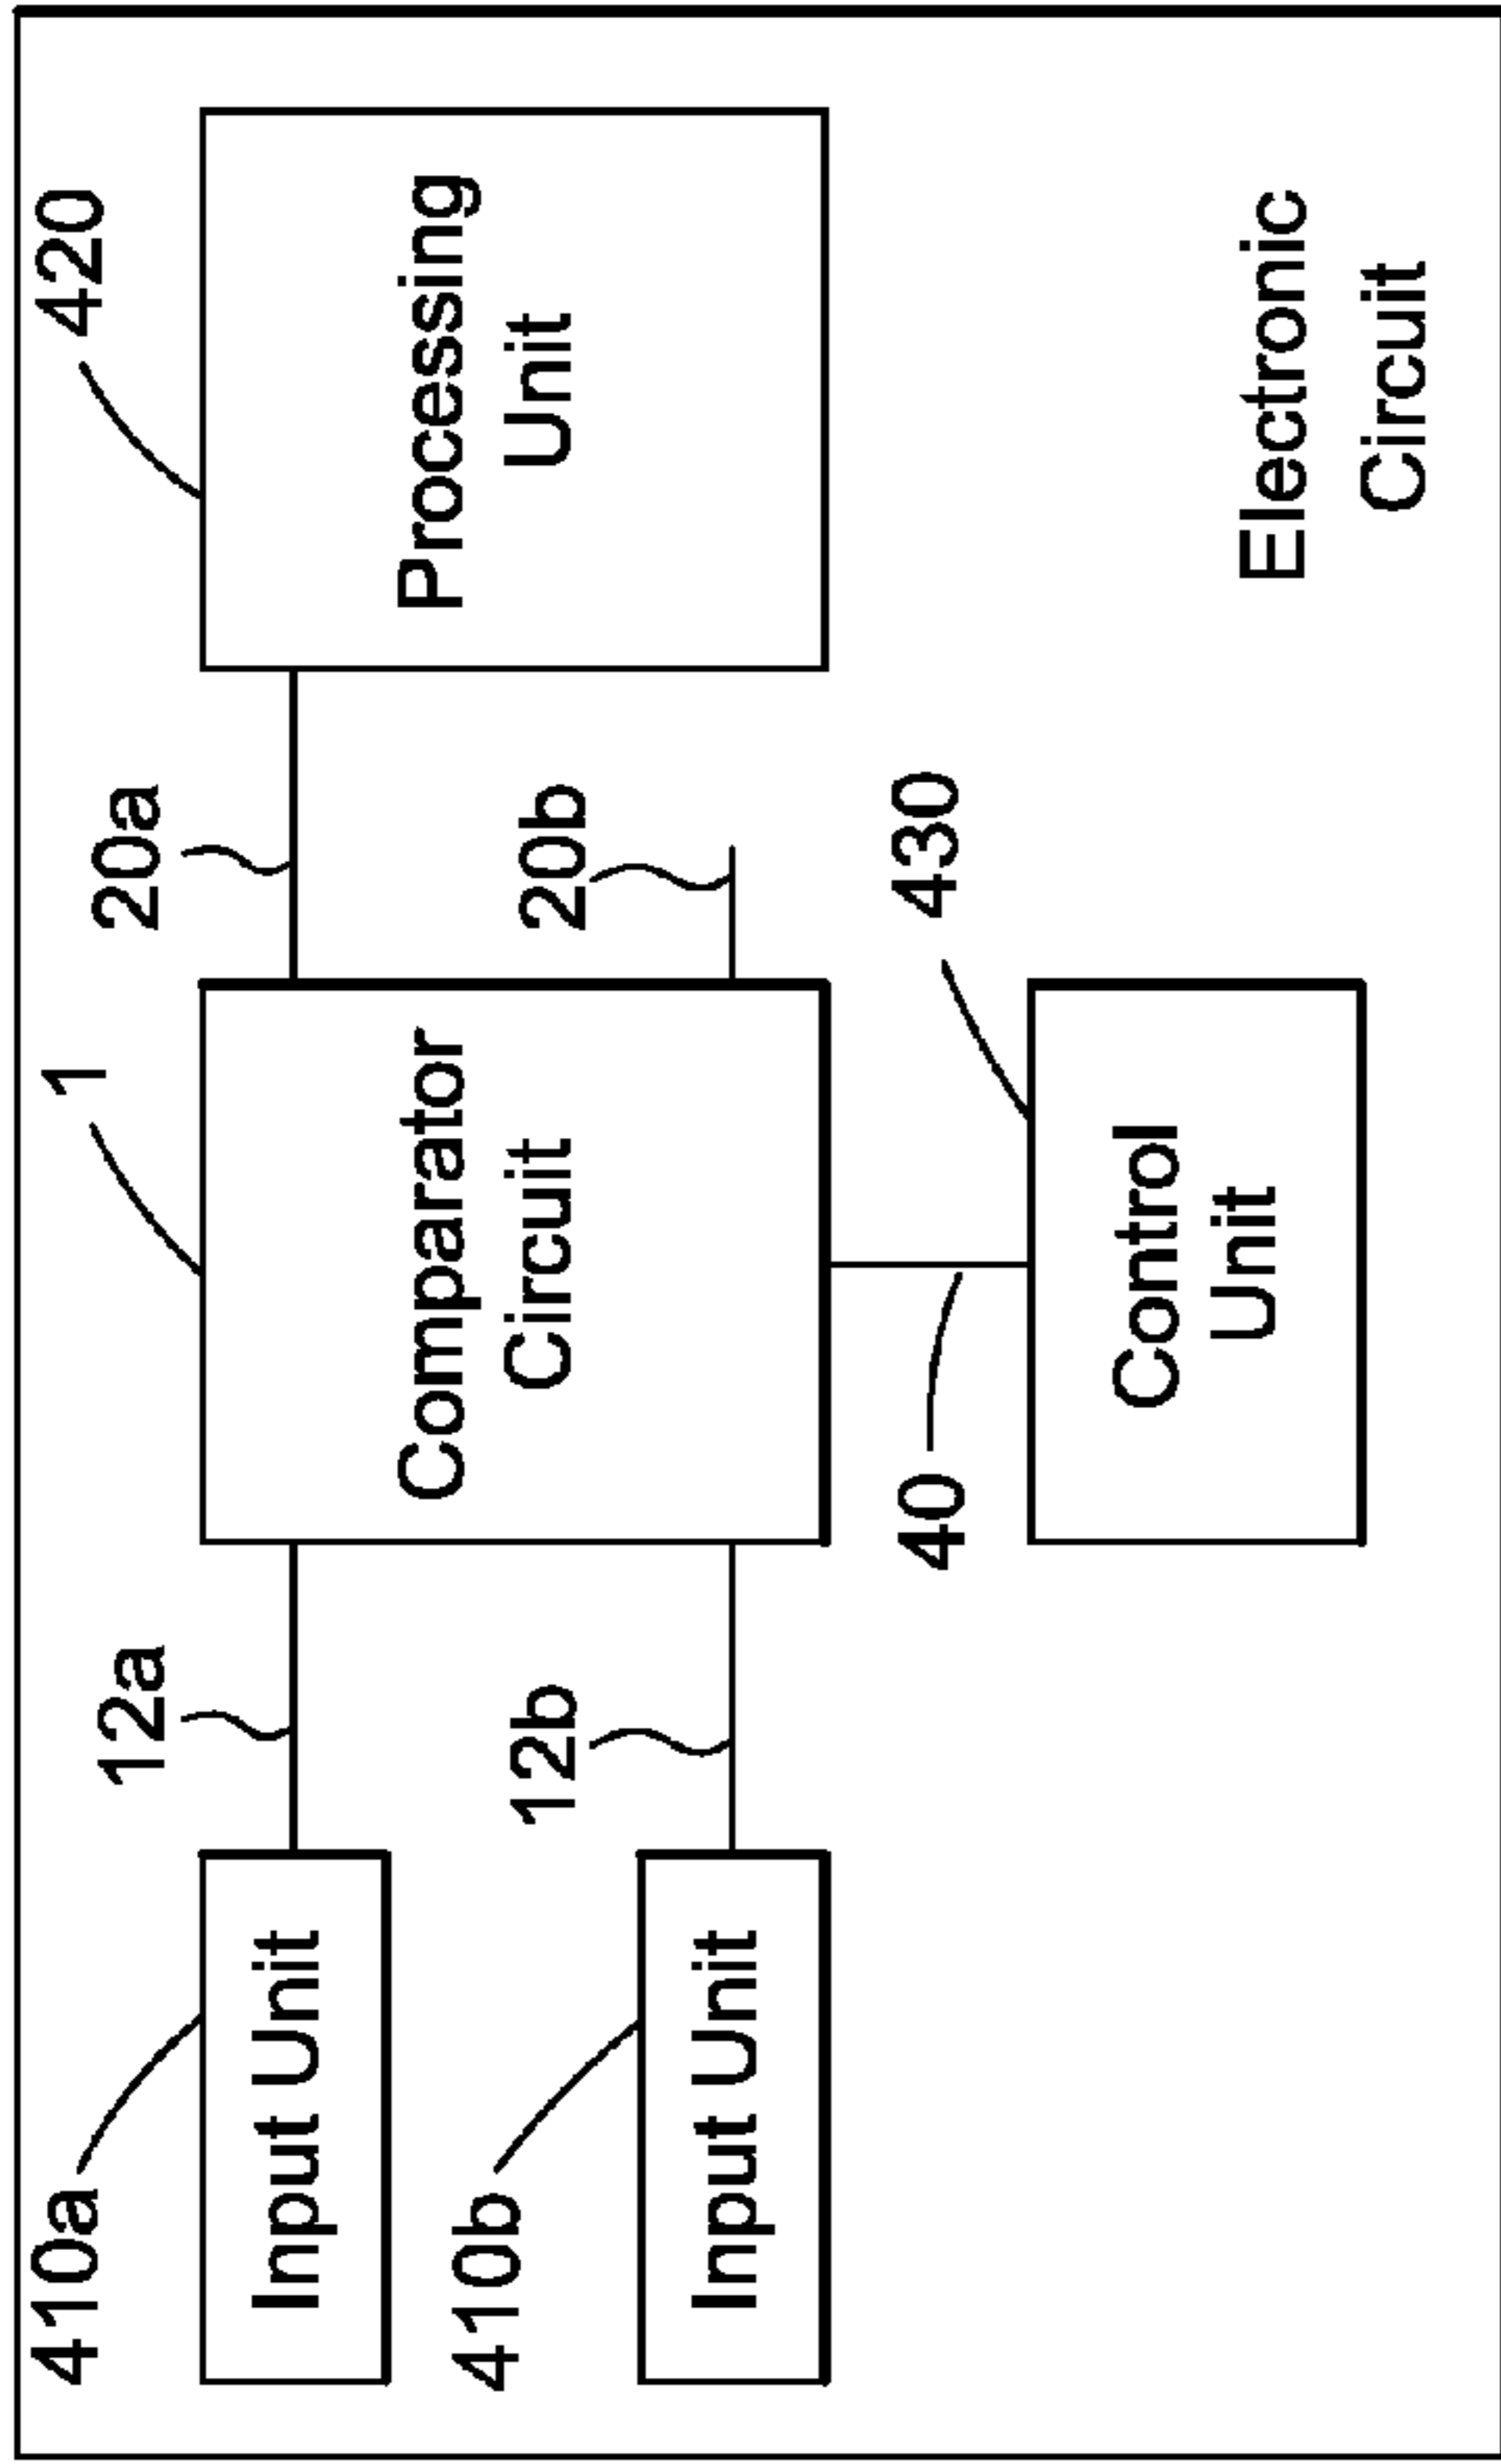 410a
12a
1
20a
420
Input Unit
Comparator
Circuit
Processing
Unit
410b
12b
20b
Input Unit
40
430
Control
Unit
Electronic
Circuit